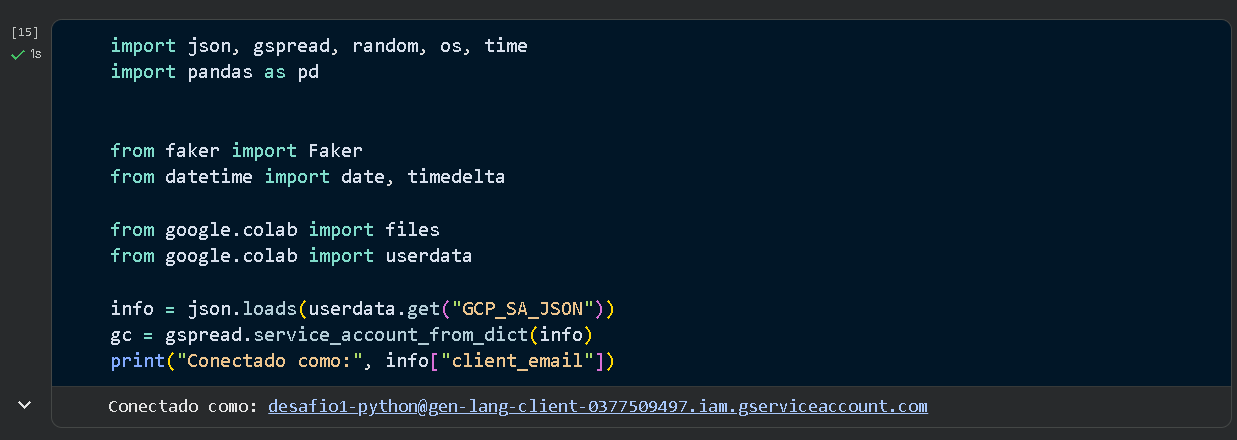 [15]
1s
import json, gspread, random, os, time
import pandas as pd
from faker import Faker
from datetime import date, timedelta
from google.colab import files
from google.colab import userdata
info = json.loads(userdata.get("GCP_SA_JSON"))
gc = gspread.service_account_from_dict(info)
print("Conectado como:", info["client_email"])
Conectado como: desafio1-python@gen-lang-client-0377509497.iam.gserviceaccount.com